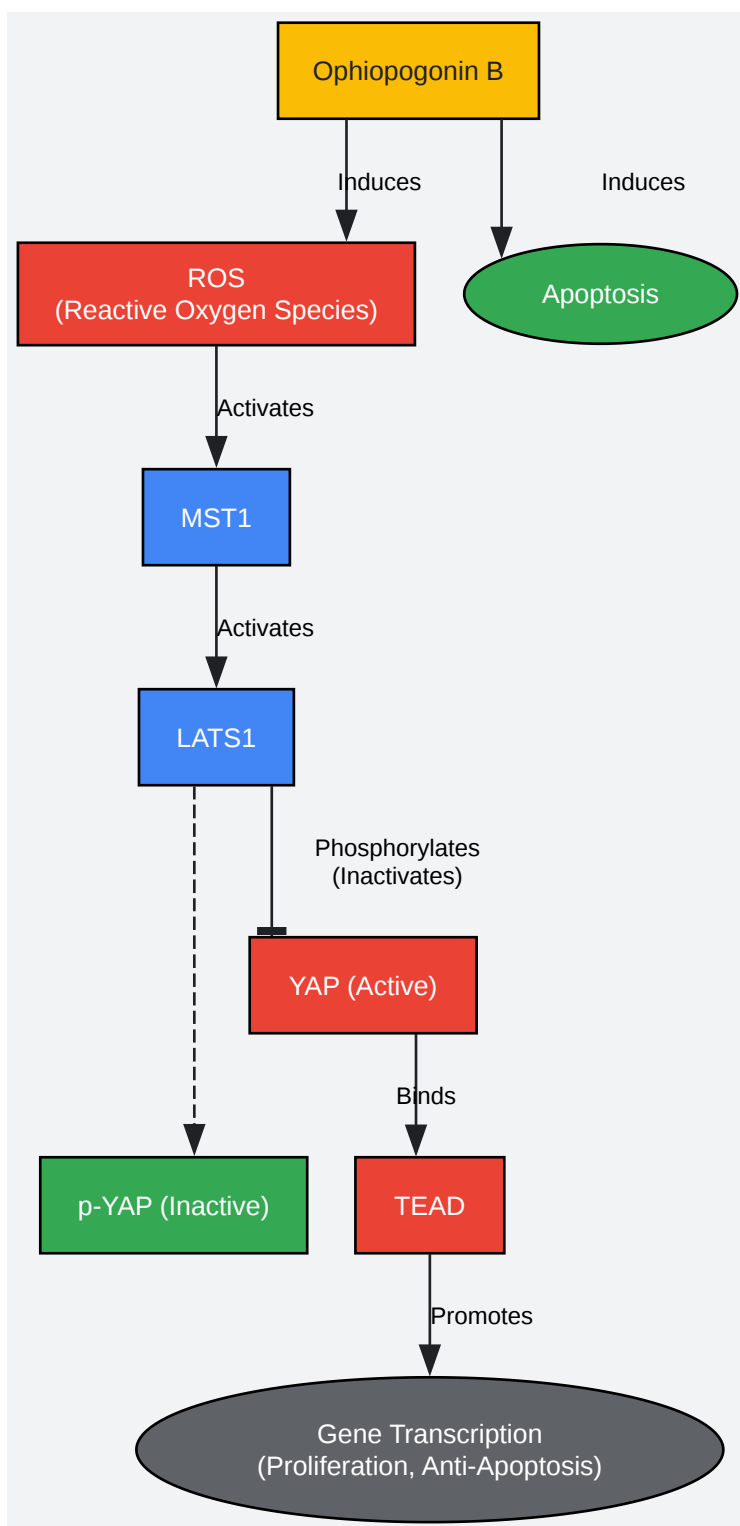 Ophiopogonin B
Induces
Induces
ROS
(Reactive Oxygen Species)
Apoptosis
Activates
MST1
Activates
LATS1
Phosphorylates
(Inactivates)
YAP (Active)
Binds
p-YAP (Inactive)
TEAD
Promotes
Gene Transcription
(Proliferation, Anti-Apoptosis)